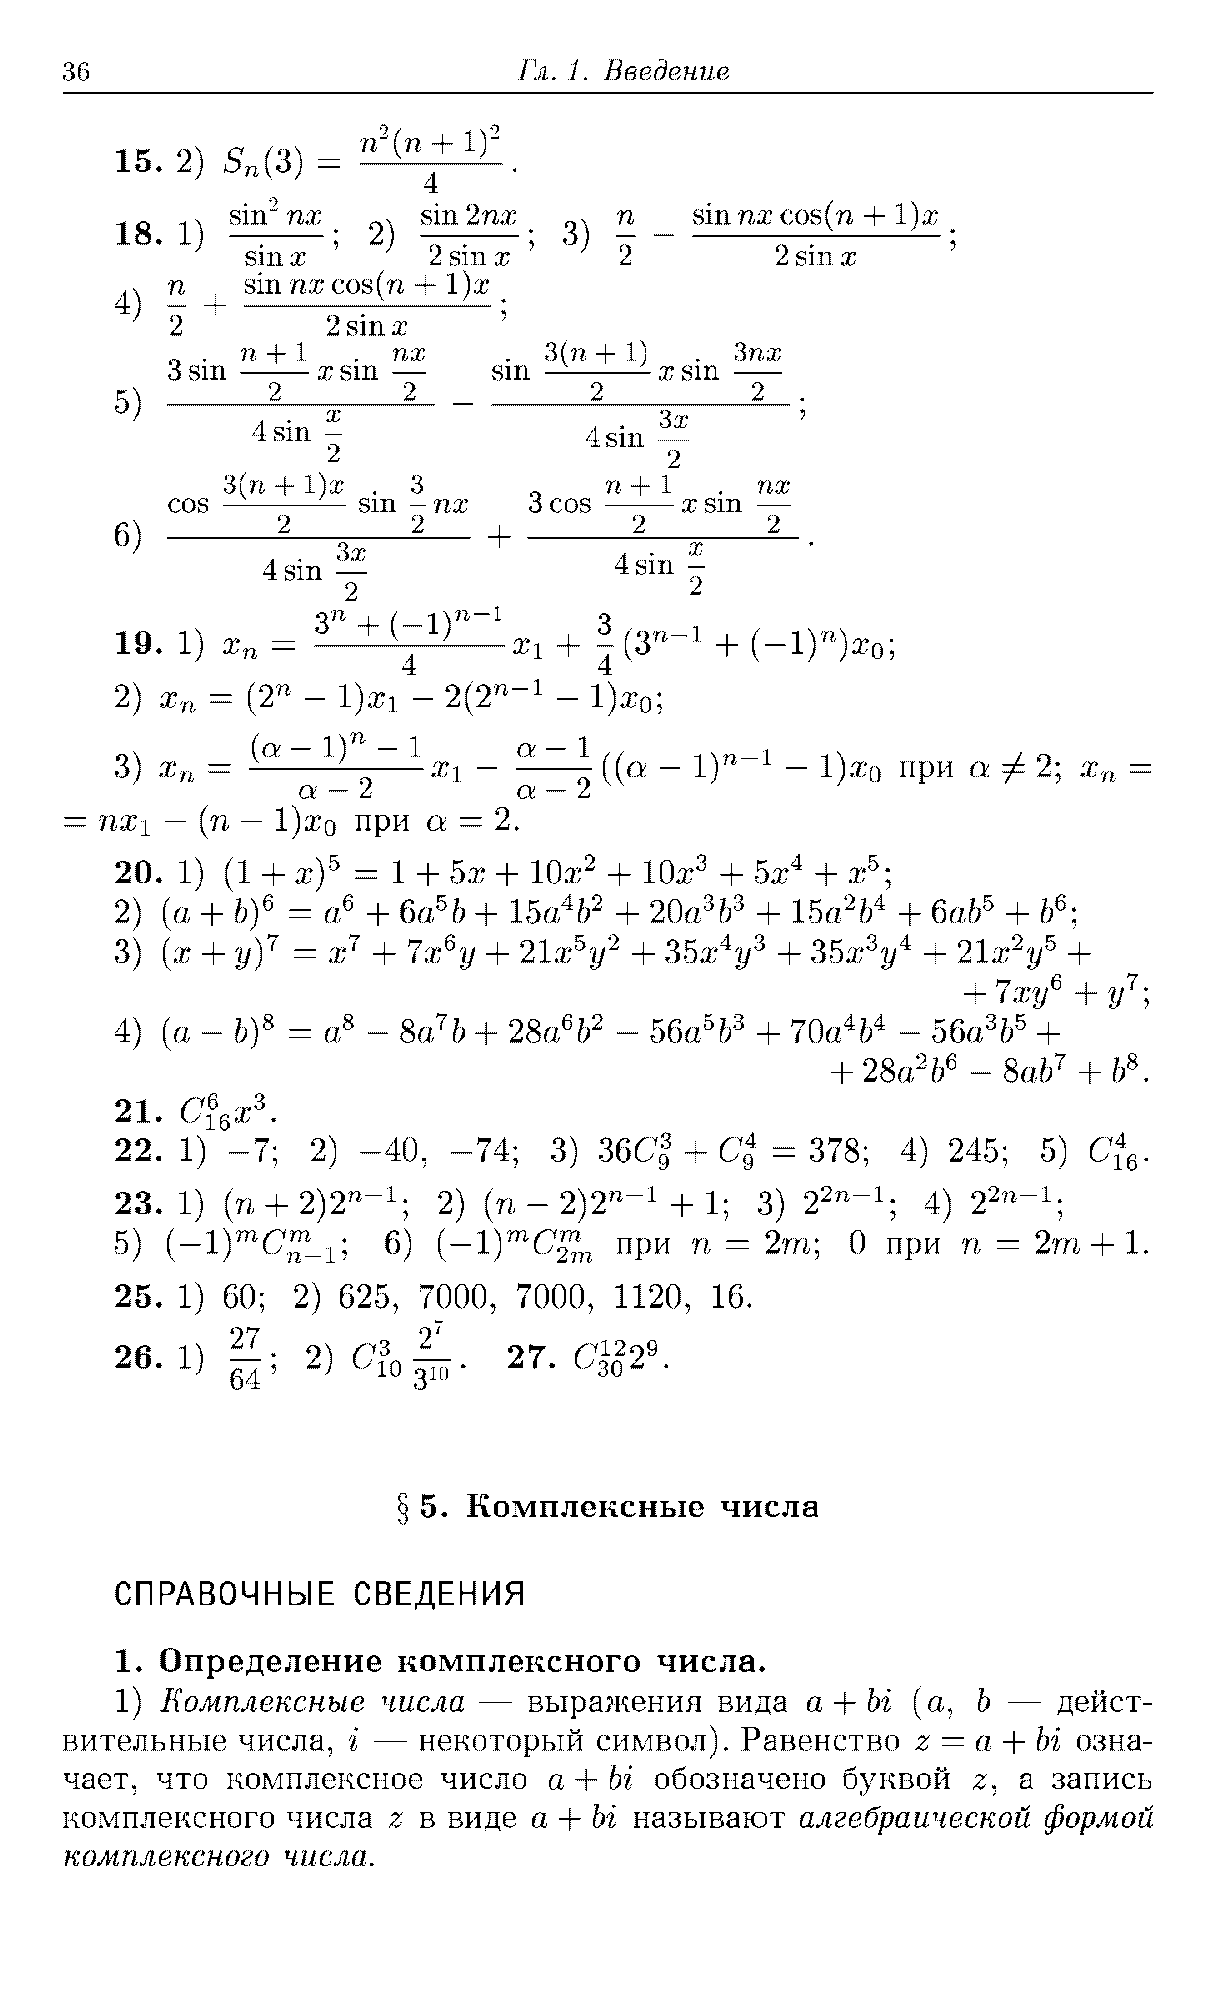 36 Гл. 1. Введение
15. 2) $S_n(3) = \frac{n^2(n+1)^2}{4}$.
18. 1) $\frac{\sin^2 nx}{\sin x}$; 2) $\frac{\sin 2nx}{2\sin x}$; 3) $\frac{n}{2} - \frac{\sin nx\cos(n+1)x}{2\sin x}$;
4) $\frac{n}{2} + \frac{\sin nx\cos(n+1)x}{2\sin x}$;
5) $\frac{3\sin\frac{n+1}{2}x\sin\frac{nx}{2}}{4\sin\frac{x}{2}} - \frac{\sin\frac{3(n+1)}{2}x\sin\frac{3nx}{2}}{4\sin\frac{3x}{2}}$;
6) $\frac{\cos\frac{3(n+1)x}{2}\sin\frac{3}{2}nx}{4\sin\frac{3x}{2}} + \frac{3\cos\frac{n+1}{2}x\sin\frac{nx}{2}}{4\sin\frac{x}{2}}$.
19. 1) $x_n = \frac{3^n+(-1)^{n-1}}{4}x_1 + \frac{3}{4}(3^{n-1}+(-1)^n)x_0$;
2) $x_n = (2^n - 1)x_1 - 2(2^{n-1} - 1)x_0$;
3) $x_n = \frac{(\alpha-1)^n-1}{\alpha-2}x_1 - \frac{\alpha-1}{\alpha-2}((\alpha-1)^{n-1}-1)x_0$ при $\alpha \neq 2$; $x_n =$
$= nx_1 - (n-1)x_0$ при $\alpha = 2$.
20. 1) $(1+x)^5 = 1 + 5x + 10x^2 + 10x^3 + 5x^4 + x^5$;
2) $(a+b)^6 = a^6 + 6a^5b + 15a^4b^2 + 20a^3b^3 + 15a^2b^4 + 6ab^5 + b^6$;
3) $(x+y)^7 = x^7 + 7x^6y + 21x^5y^2 + 35x^4y^3 + 35x^3y^4 + 21x^2y^5 +$
$+ 7xy^6 + y^7$;
4) $(a-b)^8 = a^8 - 8a^7b + 28a^6b^2 - 56a^5b^3 + 70a^4b^4 - 56a^3b^5 +$
$+ 28a^2b^6 - 8ab^7 + b^8$.
21. $C_{16}^6x^3$.
22. 1) $-7$; 2) $-40$, $-74$; 3) $36C_9^3 + C_9^4 = 378$; 4) 245; 5) $C_{16}^4$.
23. 1) $(n+2)2^{n-1}$; 2) $(n-2)2^{n-1}+1$; 3) $2^{2n-1}$; 4) $2^{2n-1}$;
5) $(-1)^mC_{n-1}^m$; 6) $(-1)^mC_{2m}^m$ при $n = 2m$; 0 при $n = 2m+1$.
25. 1) 60; 2) 625, 7000, 7000, 1120, 16.
26. 1) $\frac{27}{64}$; 2) $C_{10}^3\frac{2^7}{3^{10}}$. 27. $C_{30}^{12}2^9$.
§ 5. Комплексные числа
СПРАВОЧНЫЕ СВЕДЕНИЯ
1. Определение комплексного числа.
1) Комплексные числа — выражения вида $a + bi$ ($a$, $b$ — дейст-
вительные числа, $i$ — некоторый символ). Равенство $z = a + bi$ озна-
чает, что комплексное число $a + bi$ обозначено буквой $z$, а запись
комплексного числа $z$ в виде $a + bi$ называют алгебраической формой
комплексного числа.